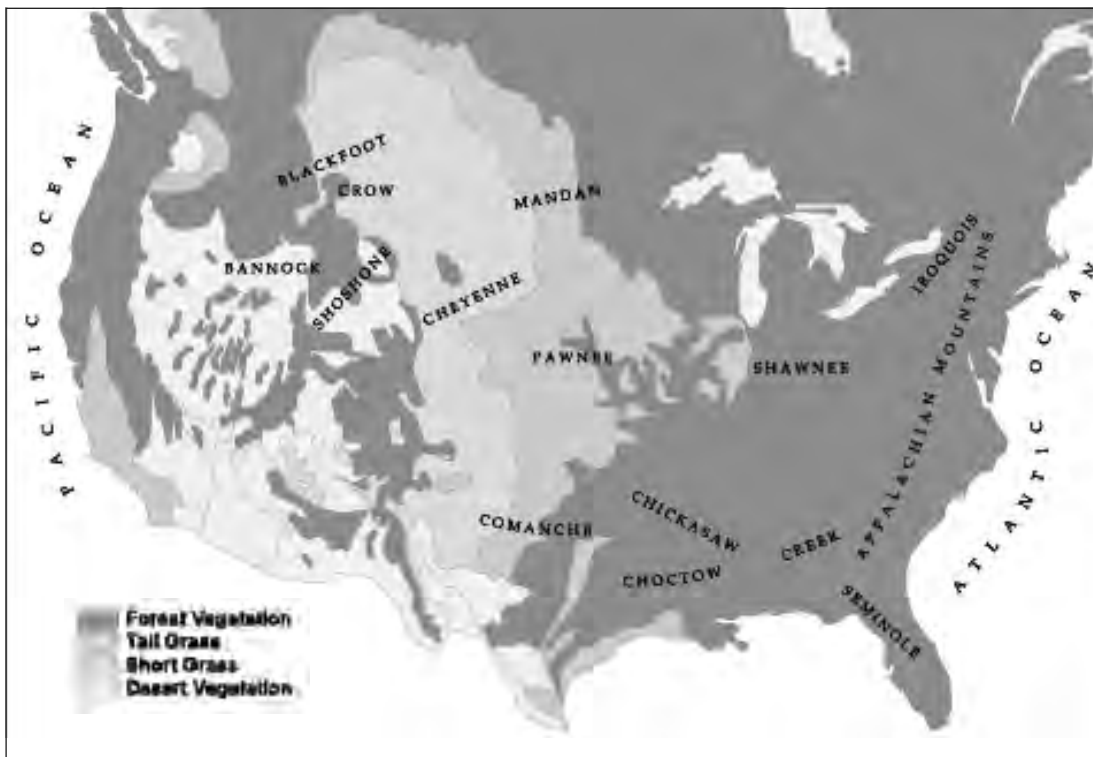 BLACKFOOT
CROW
MANDAN
IROQUOIS
BANNOCK
SHOSHONE
CHEYENNE
PAWNEE
SHAWNEE
COMANCHE
CHICKASAW
CHOCTOW
CREEK
SEMINOLE
APPALACHIAN MOUNTAINS
PACIFIC OCEAN
ATLANTIC OCEAN
Forest Vegetation
Tall Grass
Short Grass
Desert Vegetation